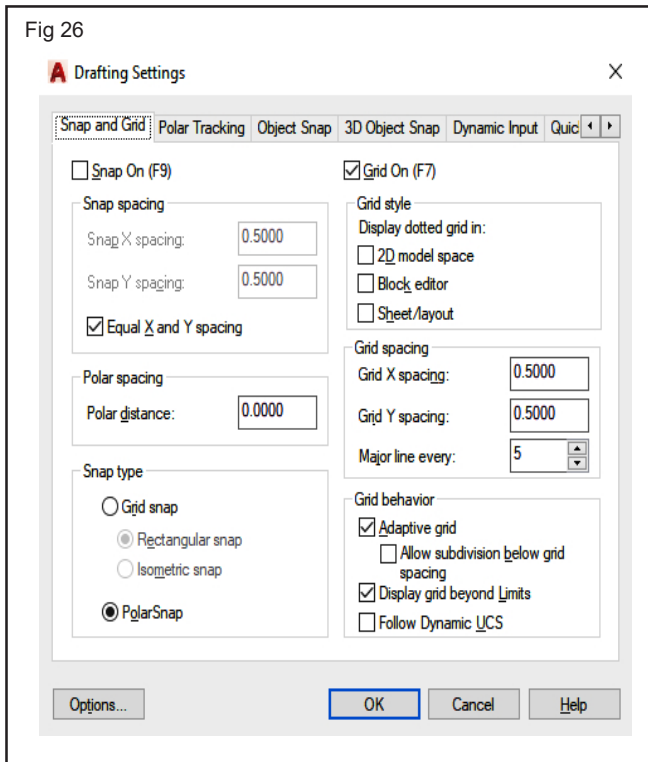 Fig 26
Drafting Settings
Snap and Grid
Polar Tracking
Object Snap
3D Object Snap
Dynamic Input
Quic
Snap On (F9)
Snap spacing
Snap X spacing: 0.5000
Snap Y spacing: 0.5000
Equal X and Y spacing
Polar spacing
Polar distance: 0.0000
Snap type
Grid snap
Rectangular snap
Isometric snap
PolarSnap
Grid On (F7)
Grid style
Display dotted grid in:
2D model space
Block editor
Sheet/layout
Grid spacing
Grid X spacing: 0.5000
Grid Y spacing: 0.5000
Major line every: 5
Grid behavior
Adaptive grid
Allow subdivision below grid
spacing
Display grid beyond Limits
Follow Dynamic UCS
Options...
OK
Cancel
Help